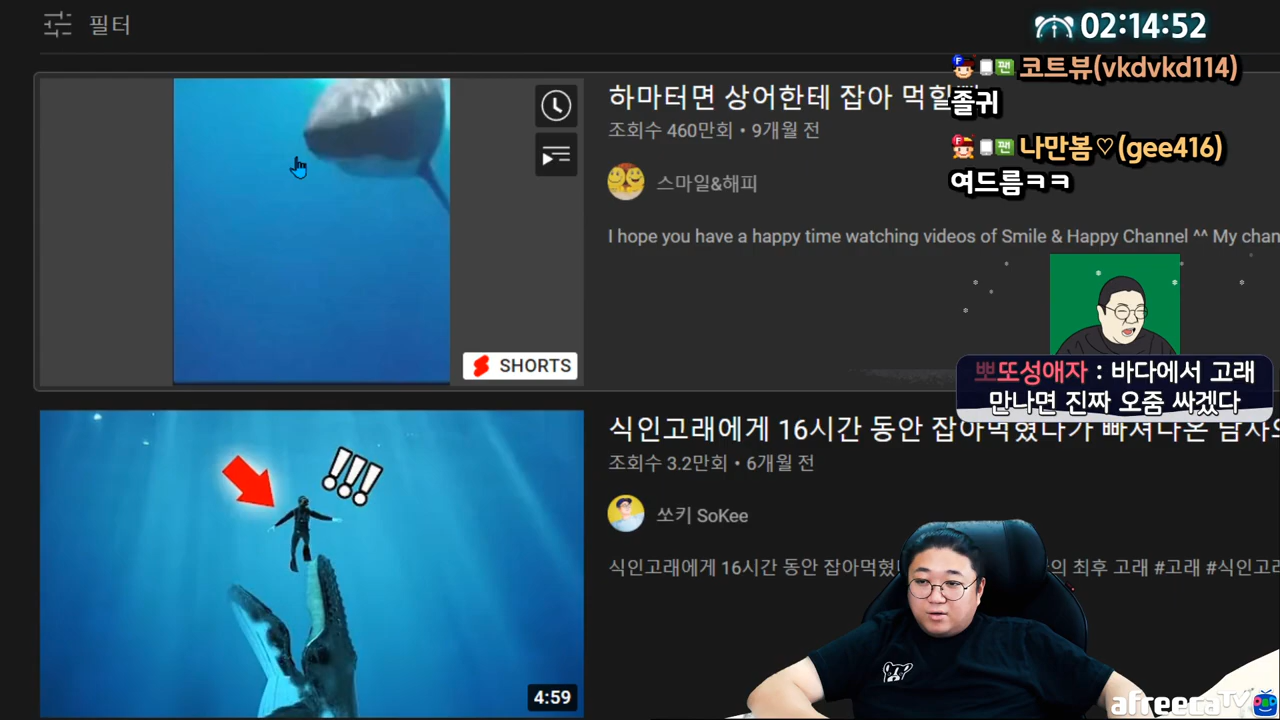 필터
02:14:52
코트뷰(vkdvkd114)
졸귀
나만봄♡(gee416)
여드름ㅋㅋ
하마터면 상어한테 잡아 먹힐
조회수 460만회 • 9개월 전
스마일&해피
I hope you have a happy time watching videos of Smile & Happy Channel ^^ My chan
SHORTS
뽀또성애자 : 바다에서 고래
만나면 진짜 오줌 싸겠다
식인고래에게 16시간 동안 잡아먹혔다가 빠져나온 남자의
조회수 3.2만회 • 6개월 전
!!!
쏘키 SoKee
식인고래에게 16시간 동안 잡아먹혔 의 최후 고래 #고래 #식인고래
4:59
afreecaTV